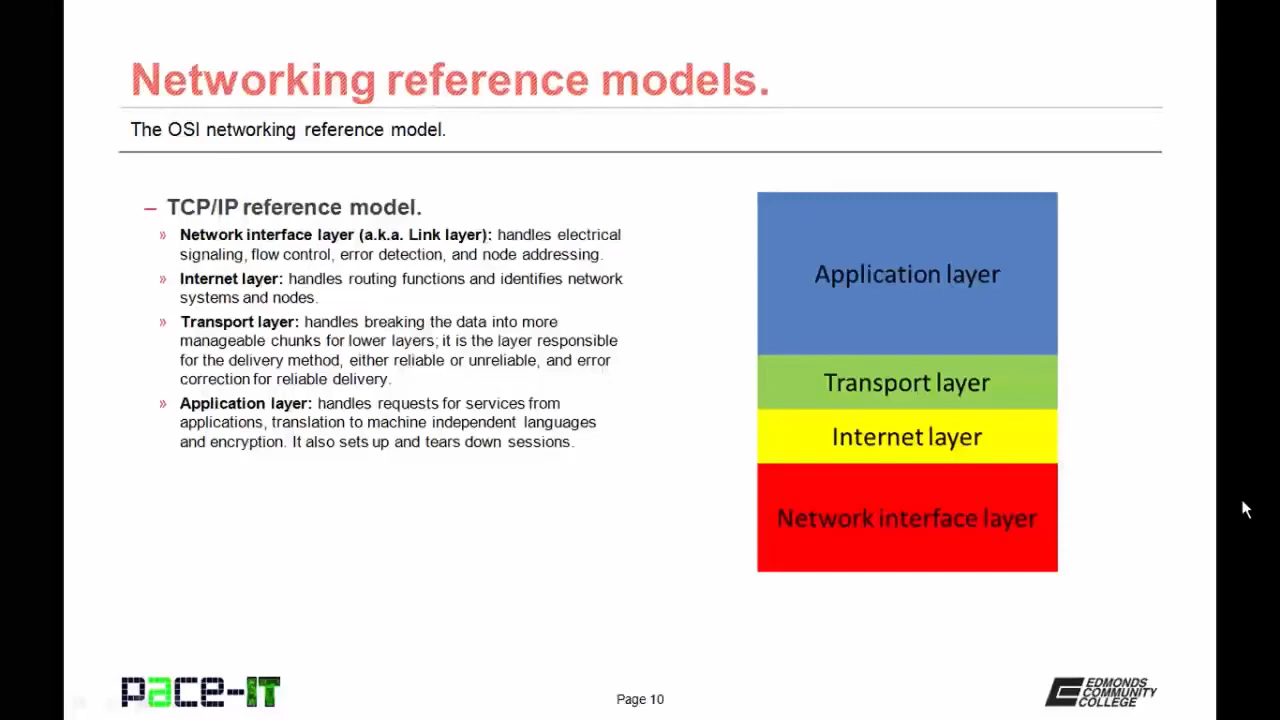 Networking reference models.
The OSI networking reference model.
– TCP/IP reference model.
» Network interface layer (a.k.a. Link layer): handles electrical
signaling, flow control, error detection, and node addressing.
» Internet layer: handles routing functions and identifies network
systems and nodes.
» Transport layer: handles breaking the data into more
manageable chunks for lower layers; it is the layer responsible
for the delivery method, either reliable or unreliable, and error
correction for reliable delivery.
» Application layer: handles requests for services from
applications, translation to machine independent languages
and encryption. It also sets up and tears down sessions.
Application layer
Transport layer
Internet layer
Network interface layer
pace-IT
Page 10
EDMONDS
COMMUNITY
COLLEGE